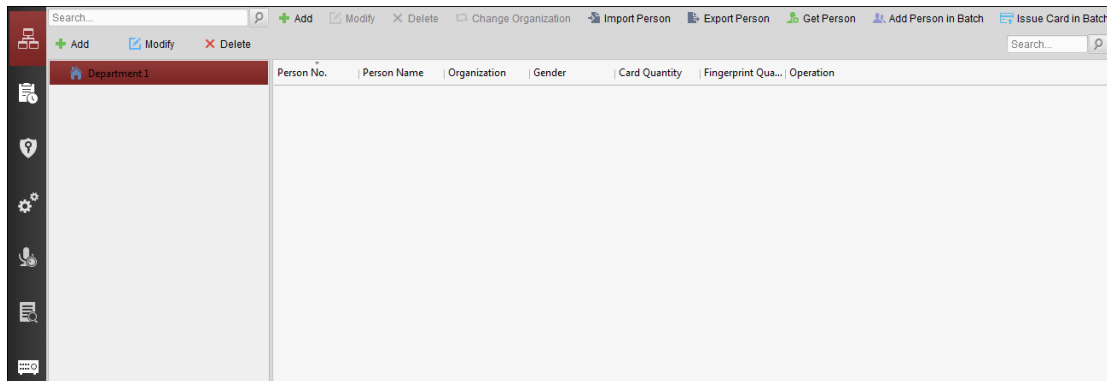 Search... Add Modify Delete Change Organization Import Person Export Person Get Person Add Person in Batch Issue Card in Batch
Add Modify Delete Search...
Department 1 Person No. Person Name Organization Gender Card Quantity Fingerprint Qua... Operation